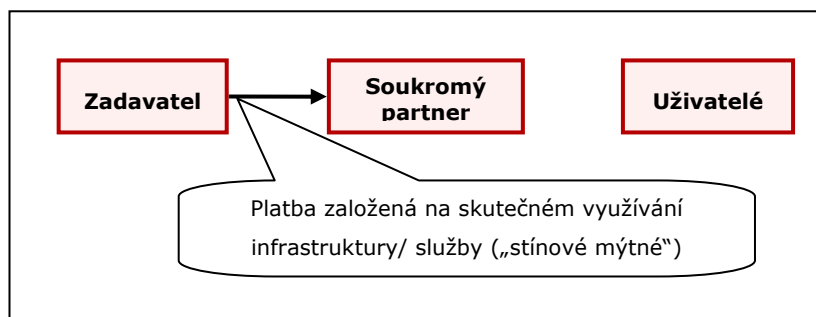 Zadavatel
Soukromý
partner
Uživatelé
Platba založená na skutečném využívání
infrastruktury/ služby („stínové mýtné“)